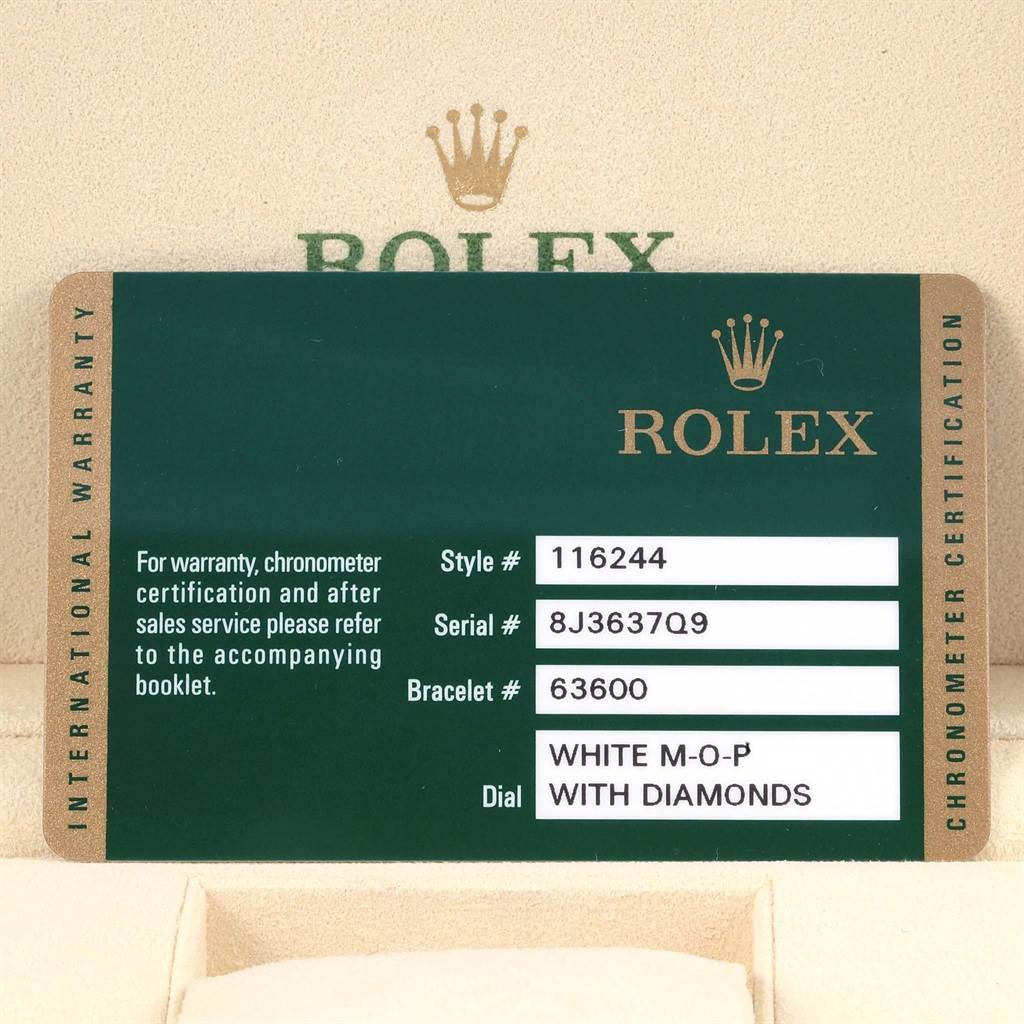 ROLEX
ROLEX
INTERNATIONAL WARRANTY
For warranty, chronometer
certification and after
sales service please refer
to the accompanying
booklet.
Style # 116244
Serial # 8J3637Q9
Bracelet # 63600
Dial WHITE M-O-P
WITH DIAMONDS
CHRONOMETER CERTIFICATION